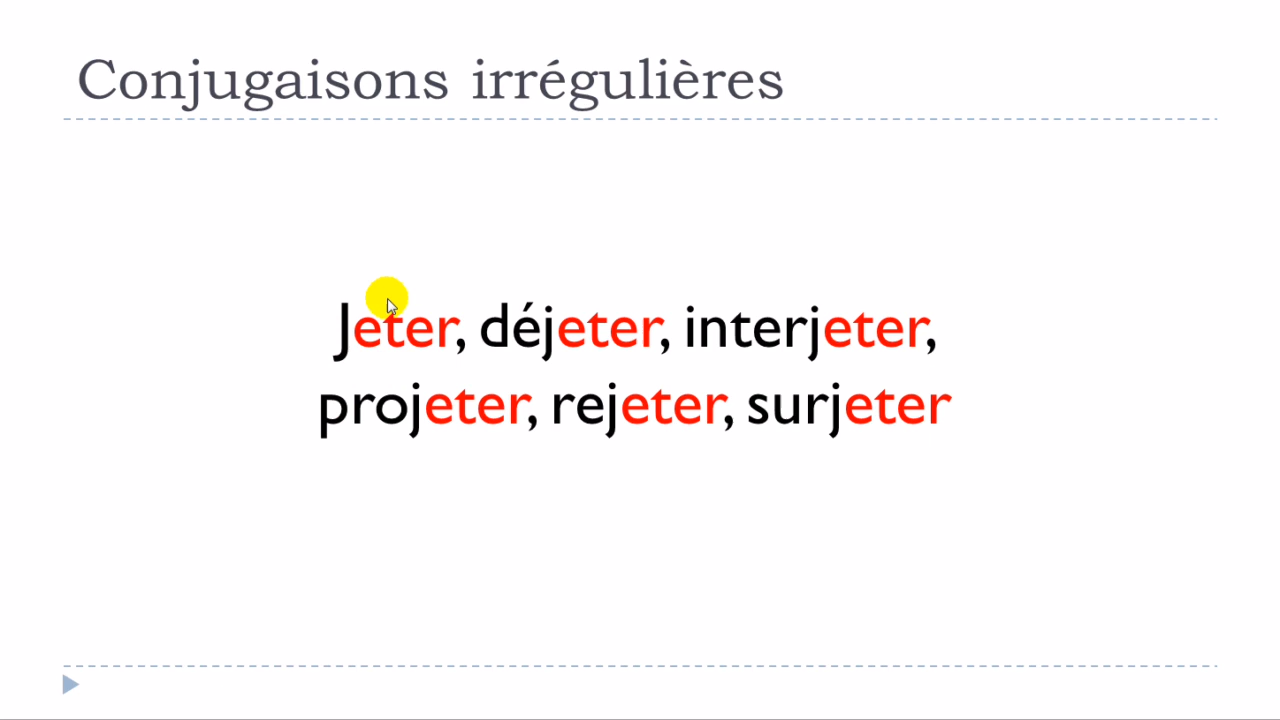 Conjugaisons irrégulières
Jeter, déjeter, interjeter,
projeter, rejeter, surjeter